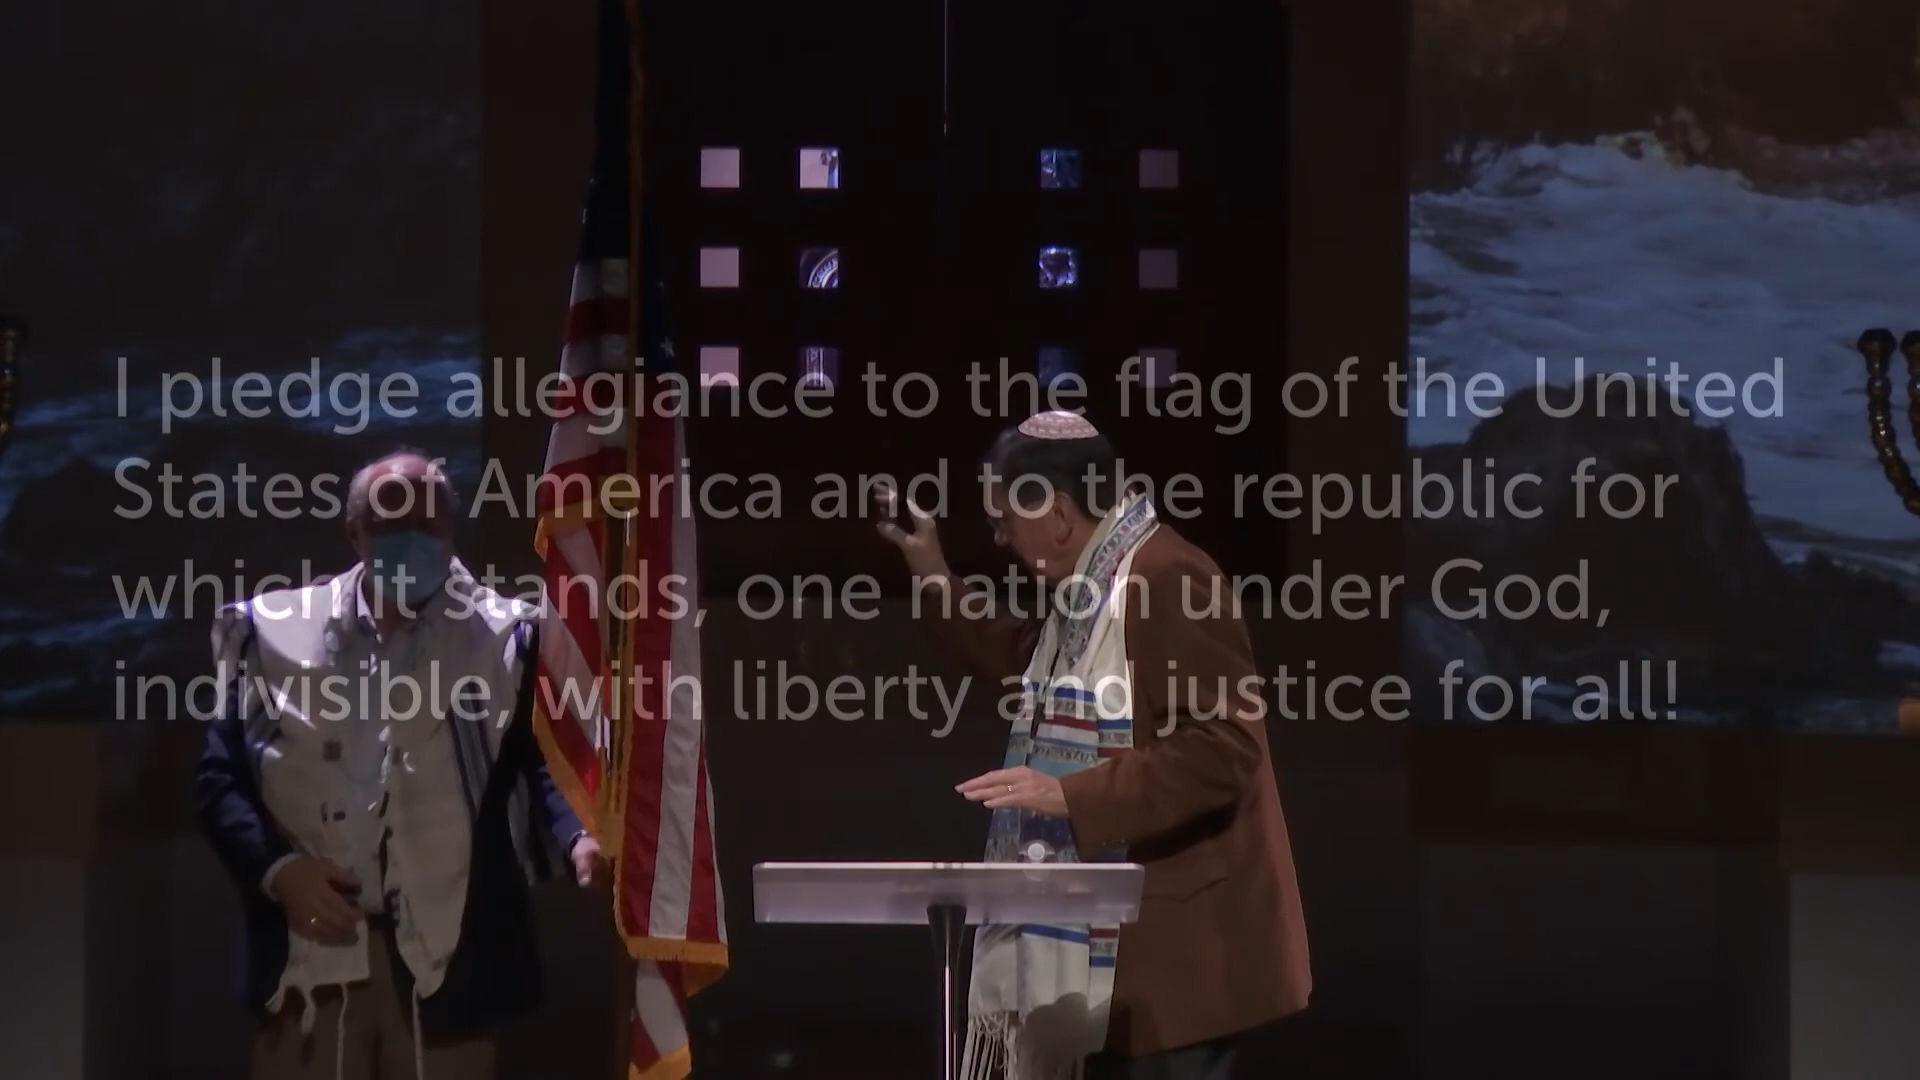 I pledge allegiance to the flag of the United
States of America and to the republic for
which it stands, one nation under God,
indivisible, with liberty and justice for all!